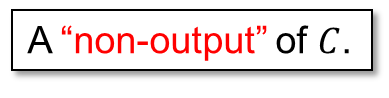 A “non-output” of 𝐶.